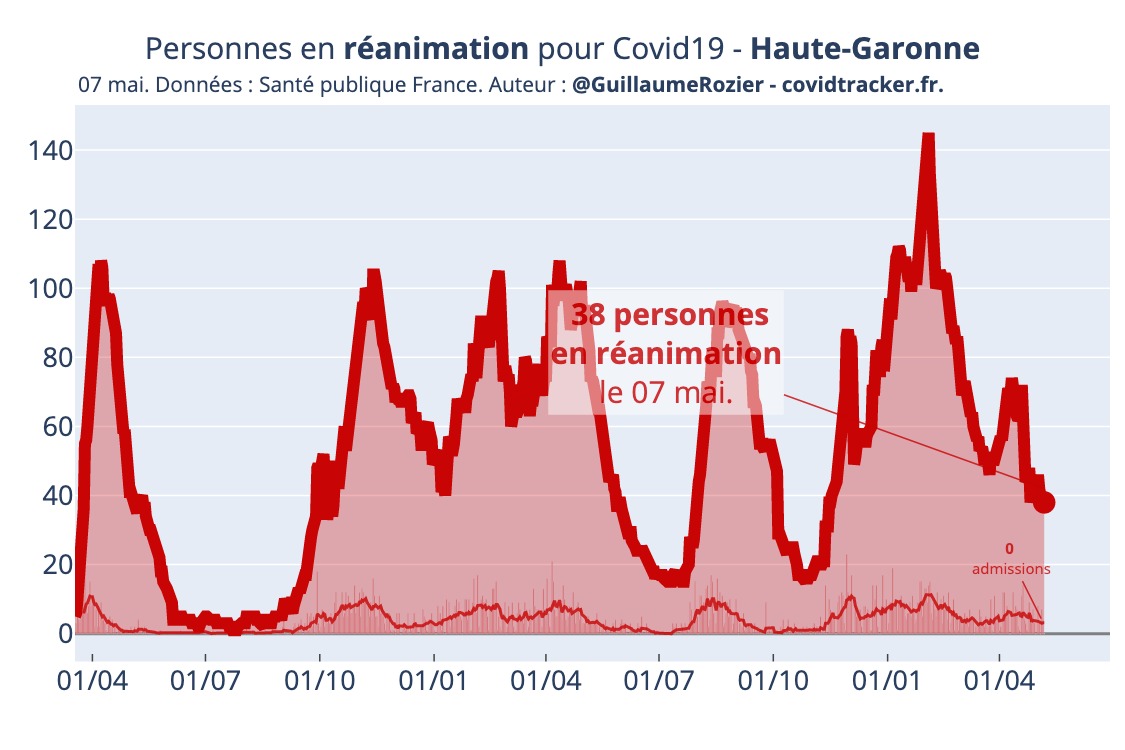 Personnes en réanimation pour Covid19 - Haute-Garonne
07 mai. Données : Santé publique France. Auteur : @GuillaumeRozier - covidtracker.fr.
140
120
100
80
60
40
20
0
38 personnes
en réanimation
le 07 mai.
0
admissions
01/04 01/07 01/10 01/01 01/04 01/07 01/10 01/01 01/04